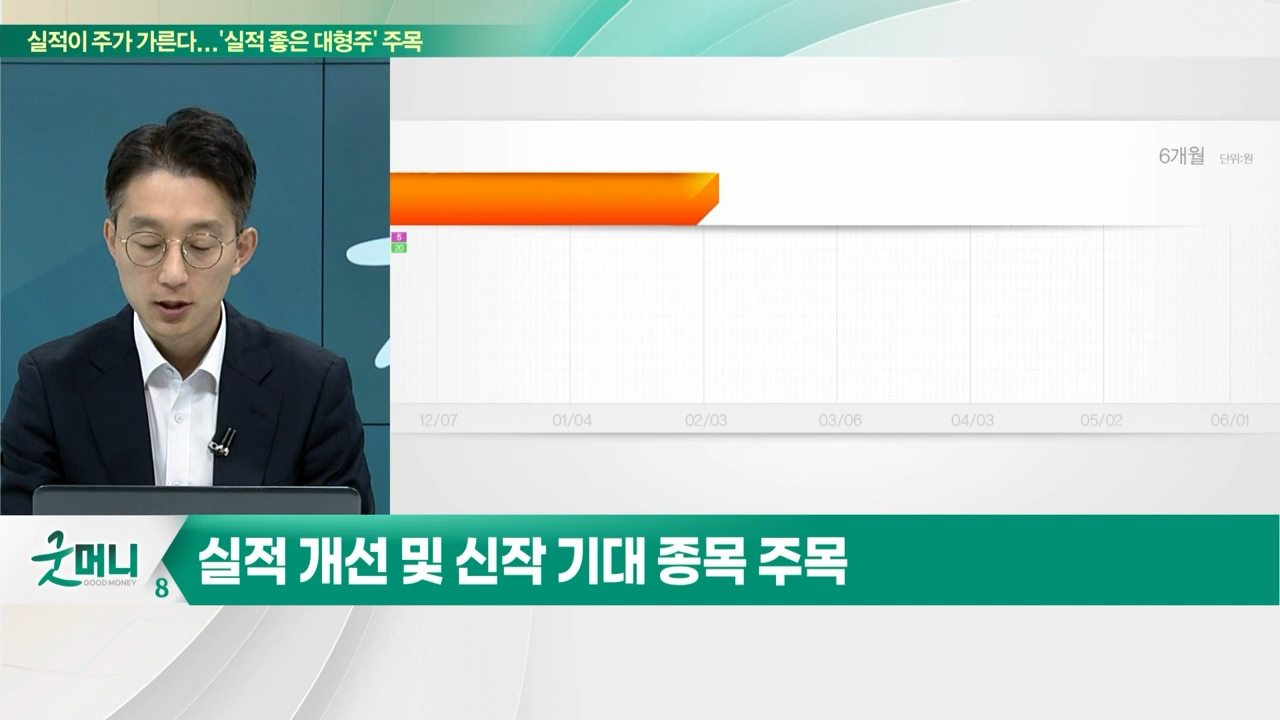 실적이 주가 가른다...'실적 좋은 대형주' 주목
6개월 단위:원
5
20
12/07 01/04 02/03 03/06 04/03 05/02 06/01
굿머니
GOOD MONEY
8
실적 개선 및 신작 기대 종목 주목